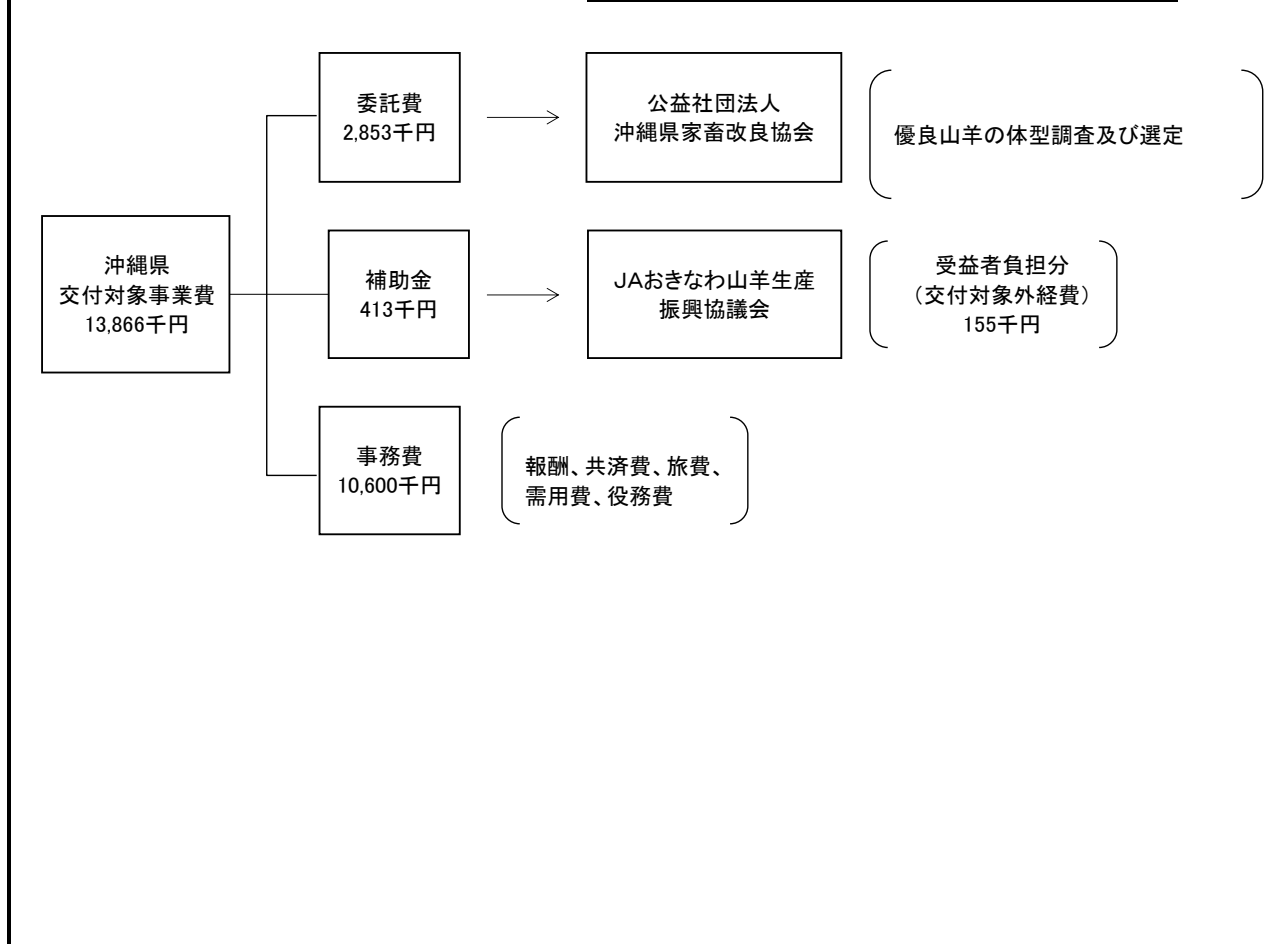 委託費
2,853千円
公益社団法人
沖縄県家畜改良協会
優良山羊の体型調査及び選定
沖縄県
交付対象事業費
13,866千円
補助金
413千円
JAおきなわ山羊生産
振興協議会
受益者負担分
（交付対象外経費）
155千円
事務費
10,600千円
報酬、共済費、旅費、
需用費、役務費